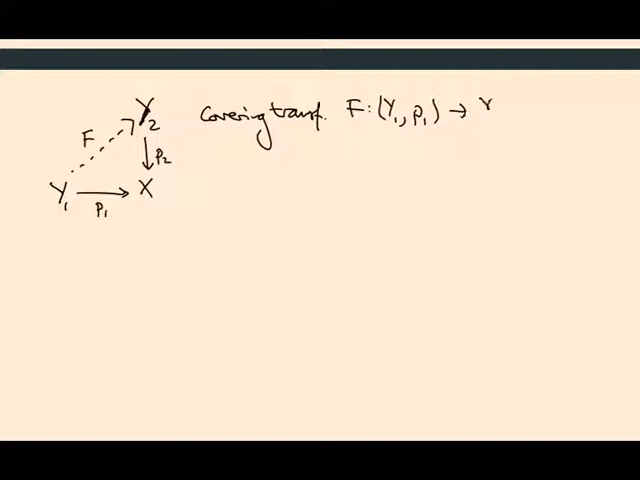 Y₂ Covering transf. F: (Y₁, p₁) → Y
F
p₂
Y₁ → X
p₁